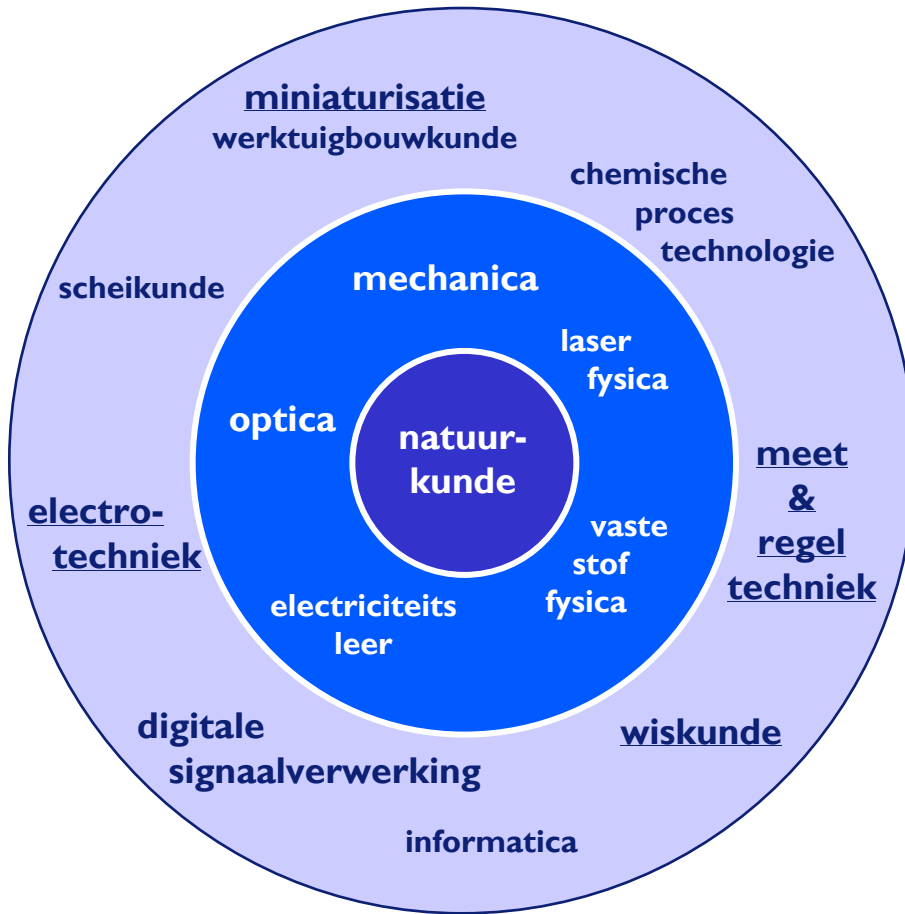 miniaturisatie
werktuigbouwkunde
chemische
proces
technologie
scheikunde
mechanica
laser
fysica
optica
natuur-
kunde
meet
&
regel
techniek
electro-
techniek
vaste
stof
fysica
electriciteits
leer
digitale
signaalverwerking
wiskunde
informatica